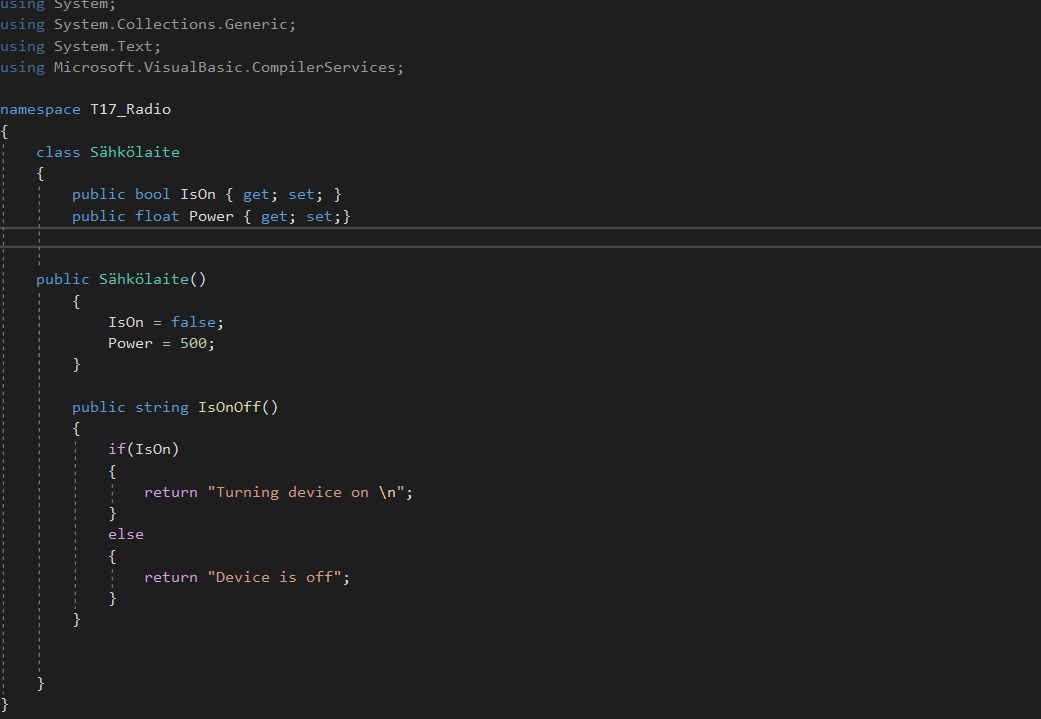 using System;
using System.Collections.Generic;
using System.Text;
using Microsoft.VisualBasic.CompilerServices;
namespace T17_Radio
{
class Sähkölaite
{
public bool IsOn { get; set; }
public float Power { get; set;}
public Sähkölaite()
{
IsOn = false;
Power = 500;
}
public string IsOnOff()
{
if(IsOn)
{
return "Turning device on \n";
}
else
{
return "Device is off";
}
}
}
}